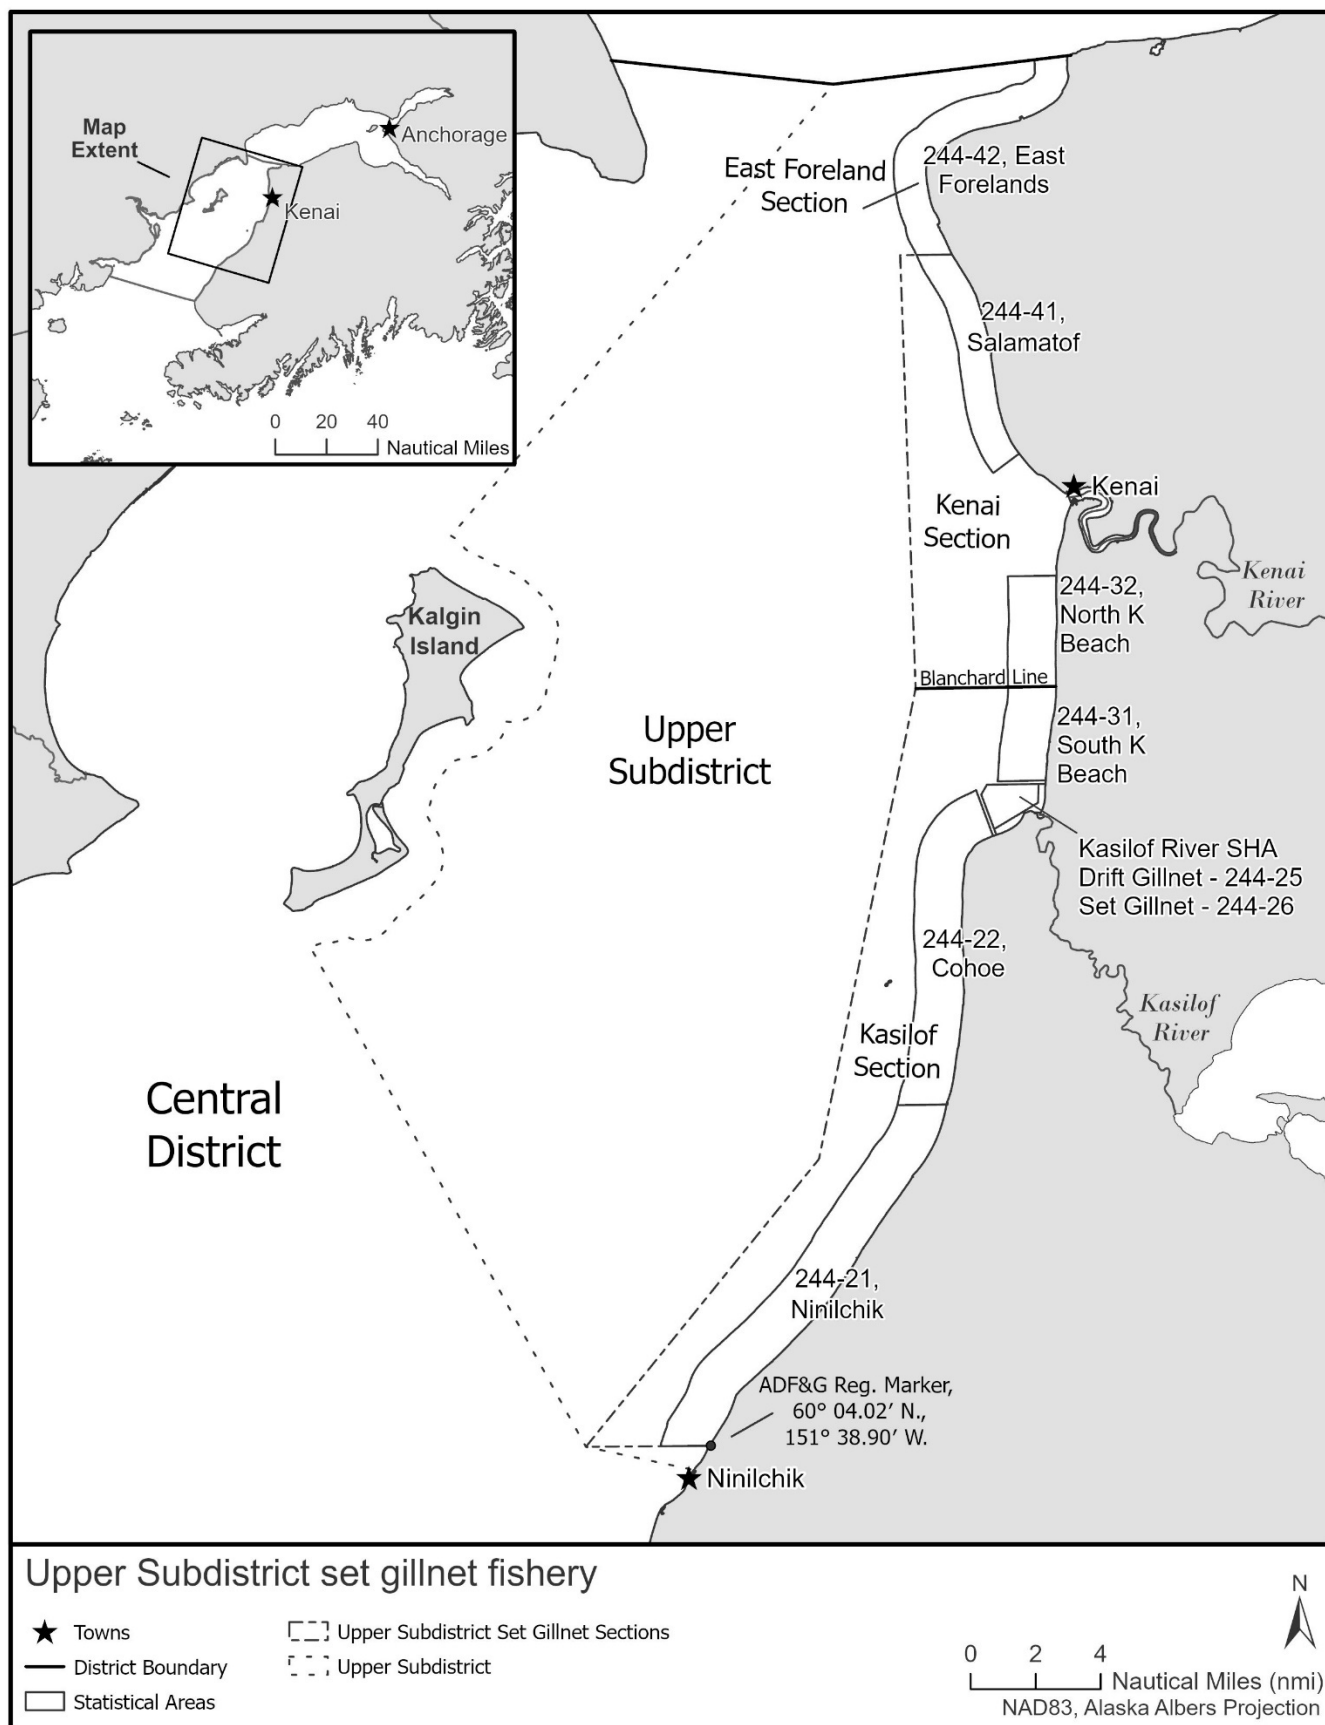 Map
Extent
Anchorage
Kenai
0 20 40
Nautical Miles
East Foreland
Section
244-42, East
Forelands
244-41,
Salamatof
Kenai
Kenai
Section
Kenai
River
244-32,
North K
Beach
Kalgin
Island
Blanchard Line
Upper
Subdistrict
244-31,
South K
Beach
Kasilof River SHA
Drift Gillnet - 244-25
Set Gillnet - 244-26
244-22,
Cohoe
Kasilof
River
Kasilof
Section
Central
District
244-21,
Ninilchik
ADF&G Reg. Marker,
60° 04.02′ N.,
151° 38.90′ W.
Ninilchik
Upper Subdistrict set gillnet fishery
Towns
District Boundary
Statistical Areas
Upper Subdistrict Set Gillnet Sections
Upper Subdistrict
N
0 2 4
Nautical Miles (nmi)
NAD83, Alaska Albers Projection